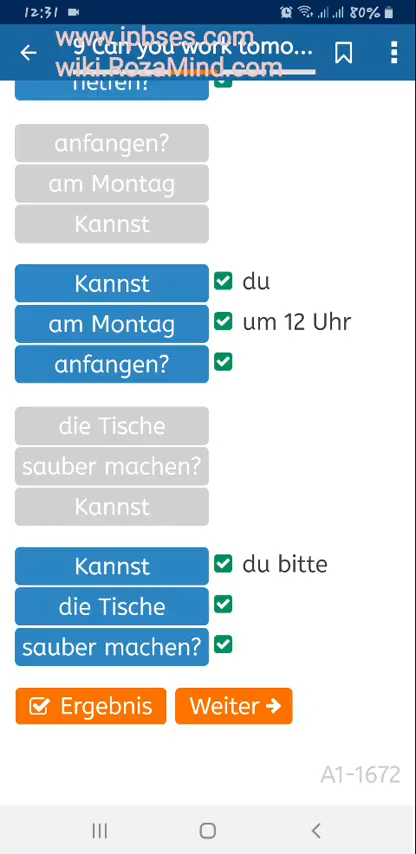 12:31 80%
www.ipbses.com
9 Can you work tomo...
wiki.RozaMind.com
helfen?
anfangen?
am Montag
Kannst
Kannst du
am Montag um 12 Uhr
anfangen?
die Tische
sauber machen?
Kannst
Kannst du bitte
die Tische
sauber machen?
Ergebnis Weiter
A1-1672